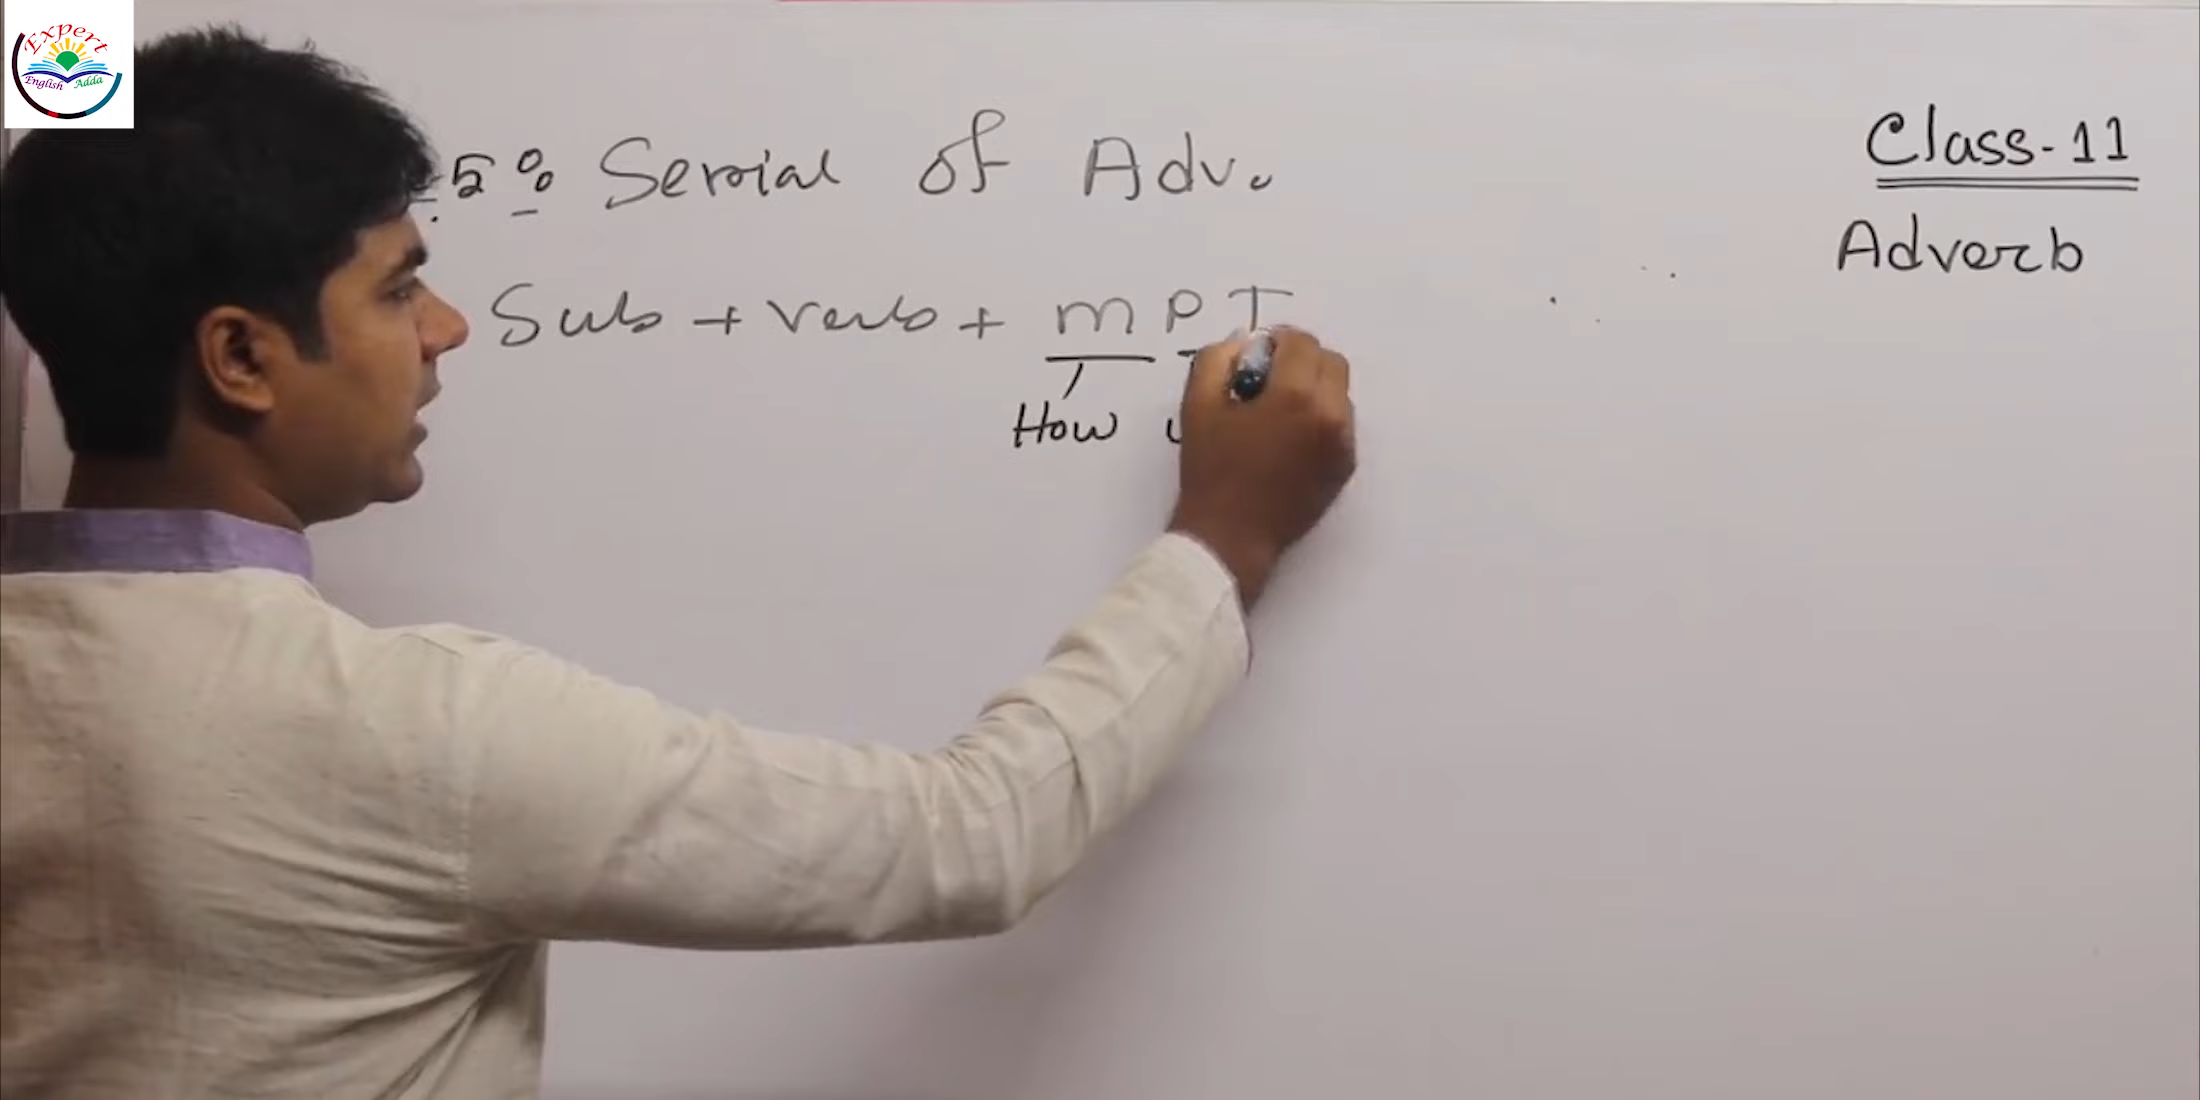 Expert
English Adda
Class-11
Adverb
5% Serial of Adv.
Sub + verb + m P T
How